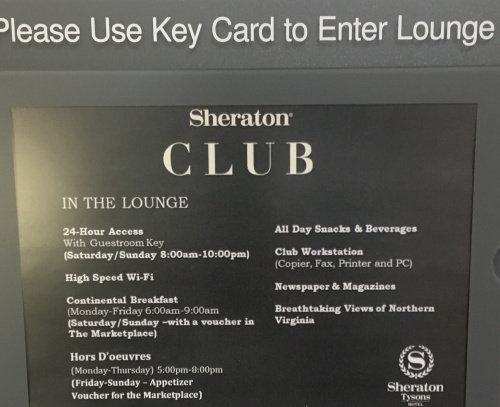 Please Use Key Card to Enter Lounge
Sheraton
CLUB
IN THE LOUNGE
24-Hour Access
With Guestroom Key
(Saturday/Sunday 8:00am-10:00pm)
High Speed Wi-Fi
Continental Breakfast
(Monday-Friday 6:00am-9:00am
(Saturday/Sunday –with a voucher in
The Marketplace)
Hors D'oeuvres
(Monday-Thursday) 5:00pm-8:00pm
(Friday-Sunday – Appetizer
Voucher for the Marketplace)
All Day Snacks & Beverages
Club Workstation
(Copier, Fax, Printer and PC)
Newspaper & Magazines
Breathtaking Views of Northern
Virginia
S
Sheraton
Tysons
HOTEL